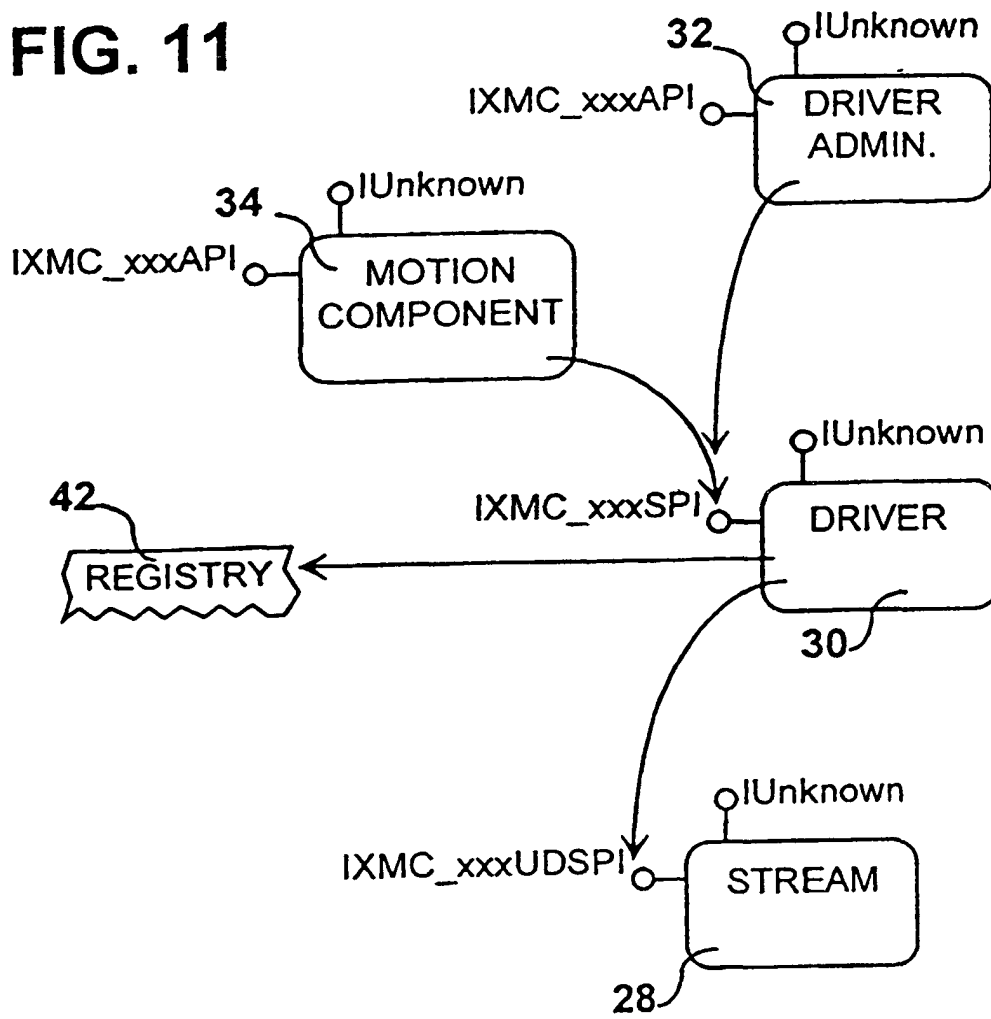 FIG. 11
32
IUnknown
IXMC_xxxAPI
DRIVER
ADMIN.
34
IUnknown
IXMC_xxxAPI
MOTION
COMPONENT
IUnknown
42
IXMC_xxxSPI
DRIVER
REGISTRY
30
IUnknown
IXMC_xxxUDSPI
STREAM
28